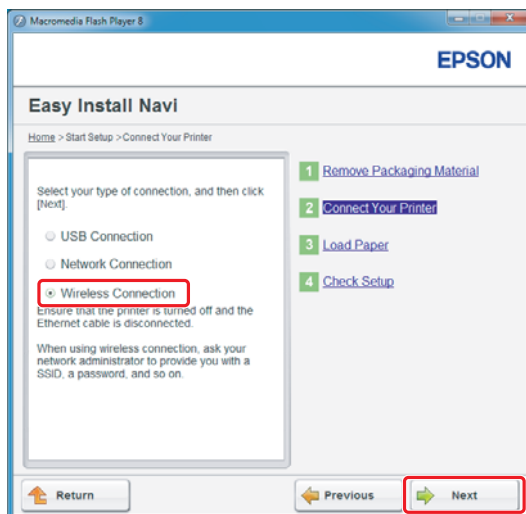 Macromedia Flash Player 8
EPSON
Easy Install Navi
Home > Start Setup >Connect Your Printer
Select your type of connection, and then click
[Next].
USB Connection
Network Connection
Wireless Connection
Ensure that the printer is turned off and the
Ethernet cable is disconnected.
When using wireless connection, ask your
network administrator to provide you with a
SSID, a password, and so on.
1 Remove Packaging Material
2 Connect Your Printer
3 Load Paper
4 Check Setup
Return
Previous
Next